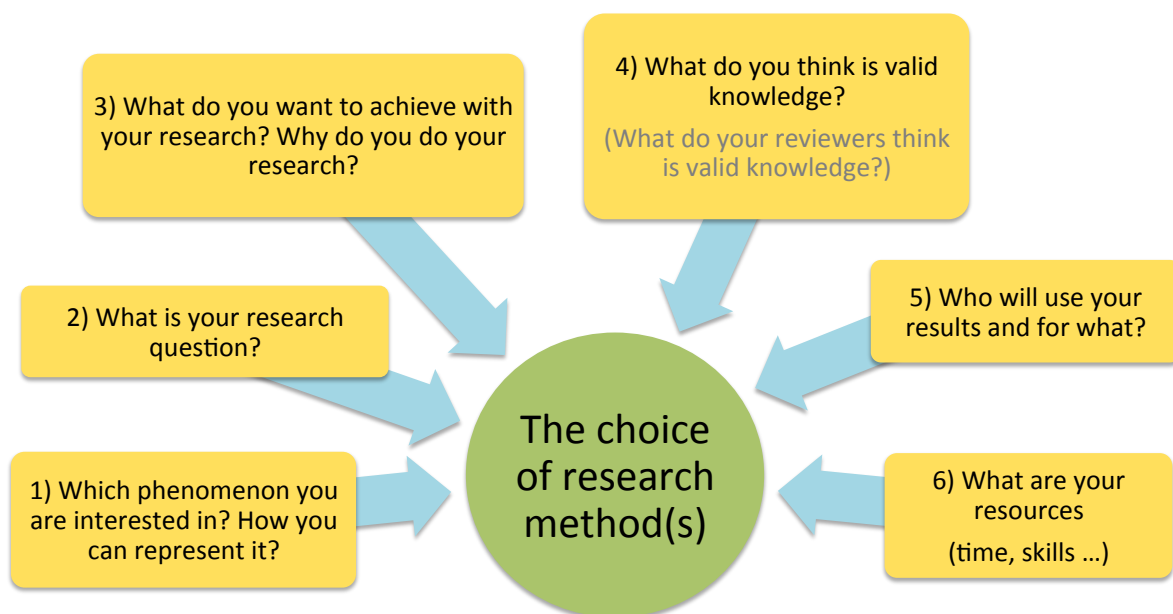 3) What do you want to achieve with
your research? Why do you do your
research?
4) What do you think is valid
knowledge?
(What do your reviewers think
is valid knowledge?)
2) What is your research
question?
5) Who will use your
results and for what?
1) Which phenomenon you
are interested in? How you
can represent it?
The choice
of research
method(s)
6) What are your
resources
(time, skills ...)